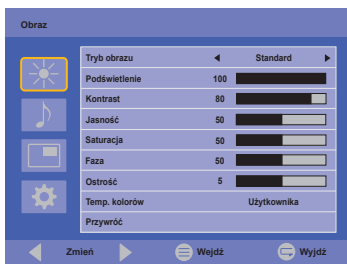 Obraz
Tryb obrazu Standard
Podświetlenie 100
Kontrast 80
Jasność 50
Saturacja 50
Faza 50
Ostrość 5
Temp. kolorów Użytkownika
Przywróć
Zmień Wejdź Wyjdź